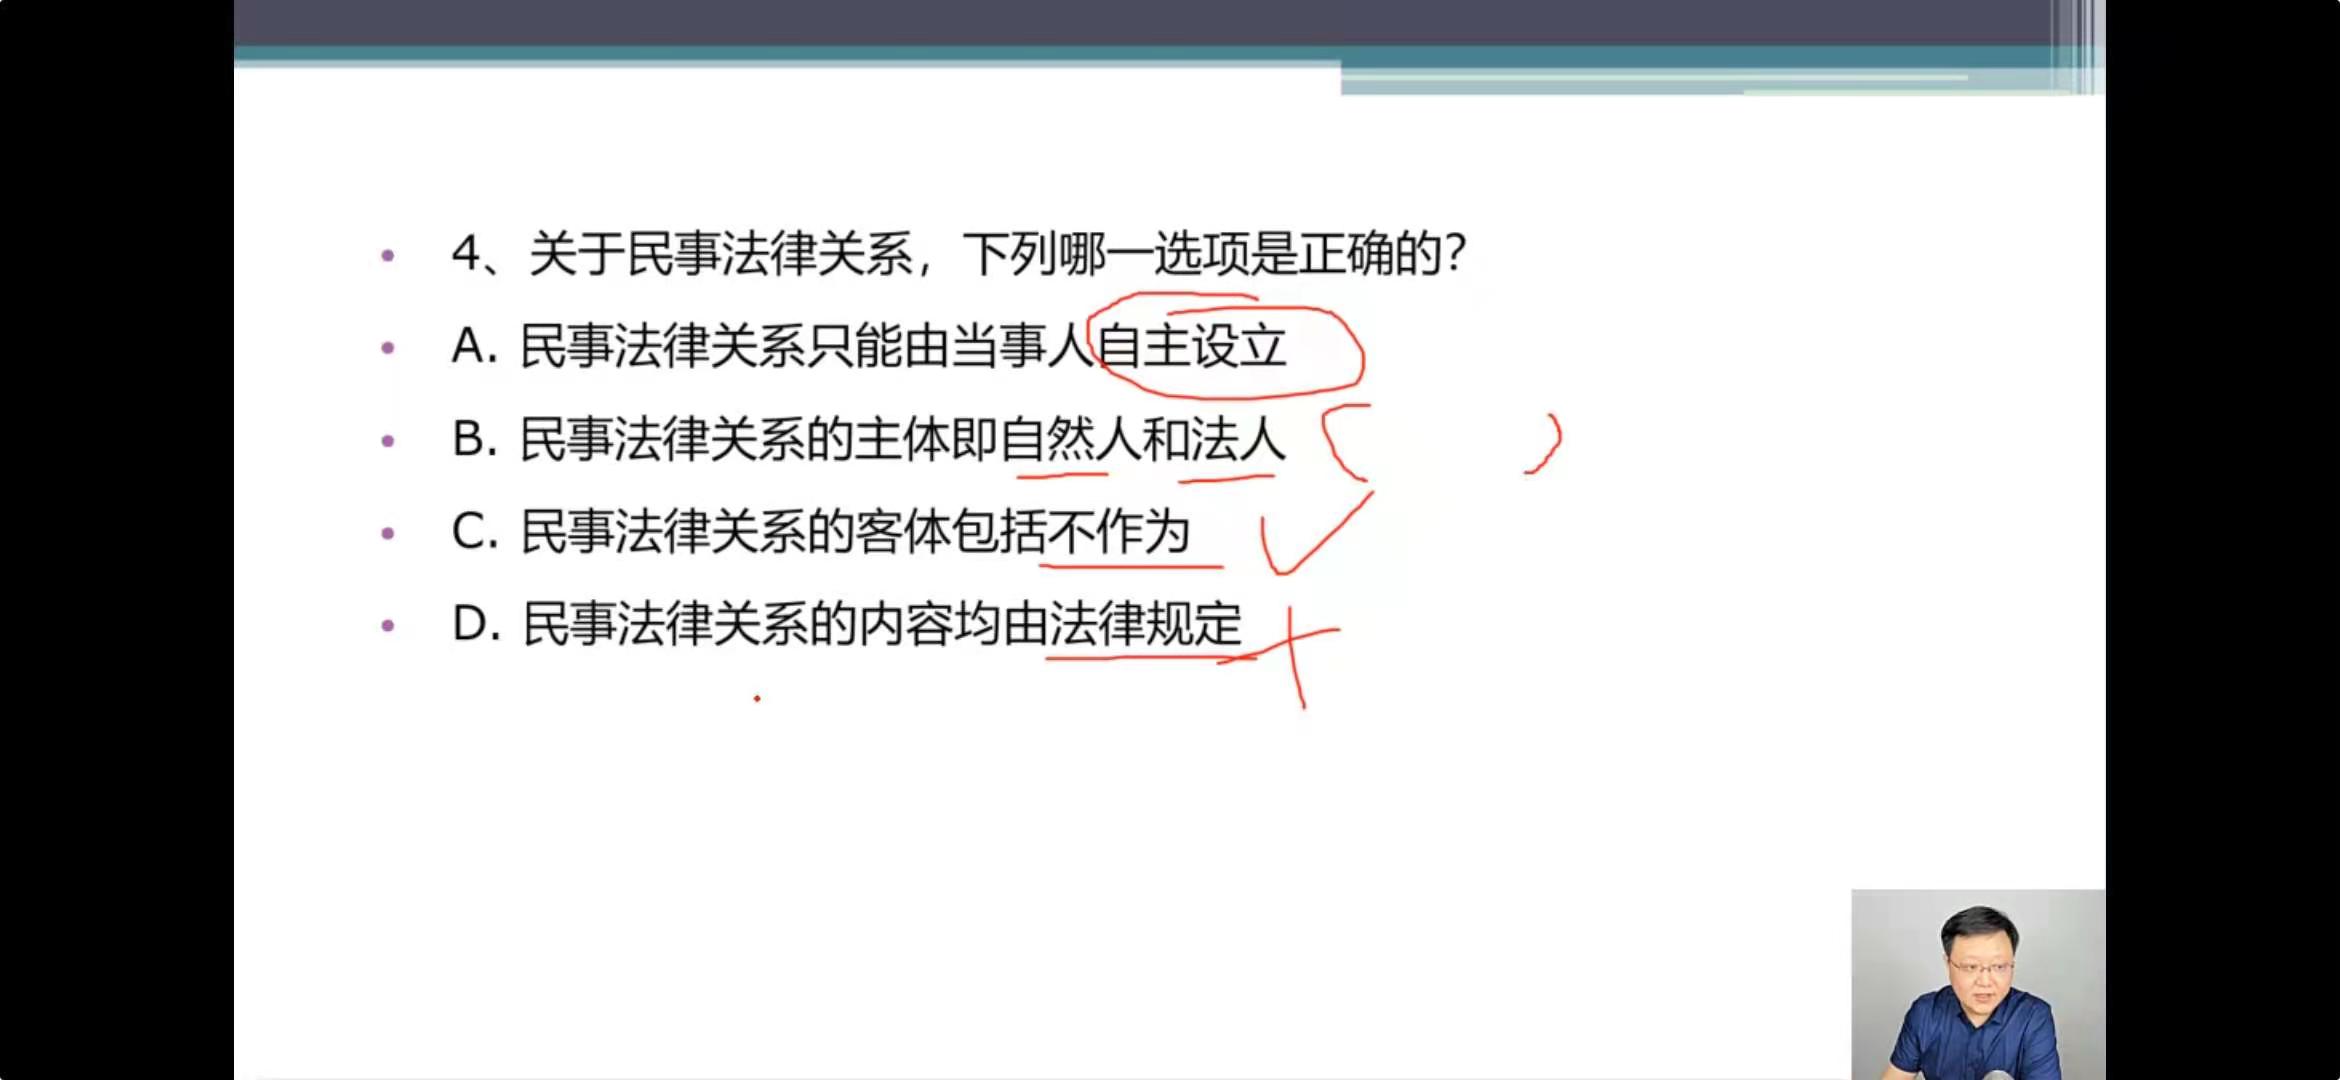 4、关于民事法律关系，下列哪一选项是正确的？
A. 民事法律关系只能由当事人自主设立
B. 民事法律关系的主体即自然人和法人
C. 民事法律关系的客体包括不作为
D. 民事法律关系的内容均由法律规定